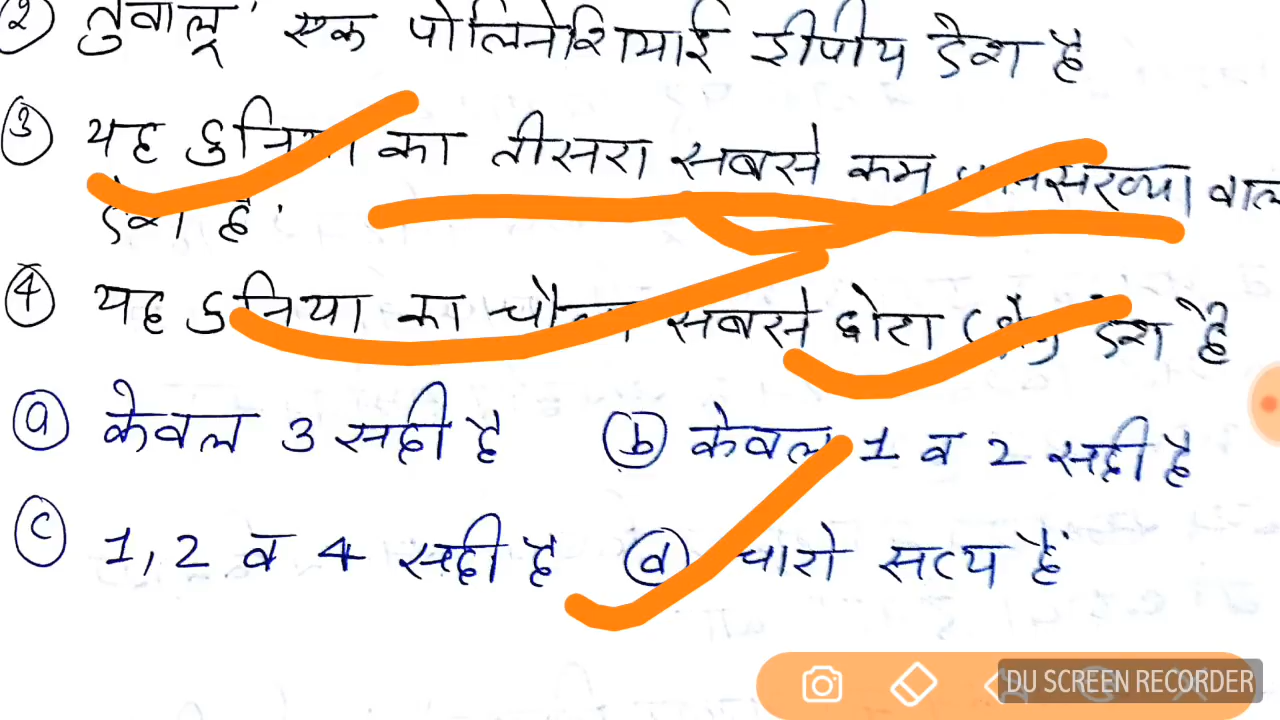 ② तुवालू एक पोलिनेशियाई द्वीपीय देश है
③ यह दुनिया का तीसरा सबसे कम जनसंख्या वाल
देश है
④ यह दुनिया का चौथा सबसे छोटा देश है
ⓐ केवल 3 सही है ⓑ केवल 1 व 2 सही है
ⓒ 1, 2 व 4 सही है ⓓ चारो सत्य हैं
DU SCREEN RECORDER